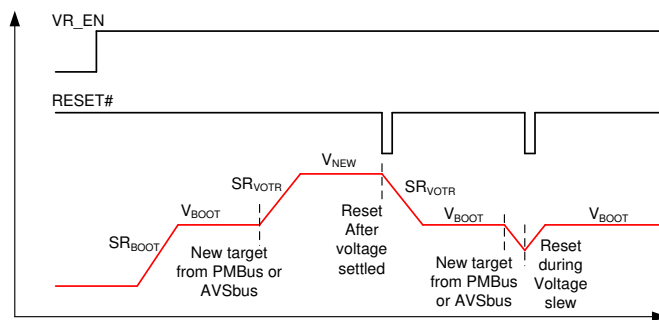 VR_EN
RESET#
V_NEW
SR_VOTR
SR_VOTR
V_BOOT
V_BOOT
V_BOOT
SR_BOOT
New target
from PMBus or
AVSbus
Reset
After
voltage
settled
New target
from PMBus
or AVSbus
Reset
during
Voltage
slew